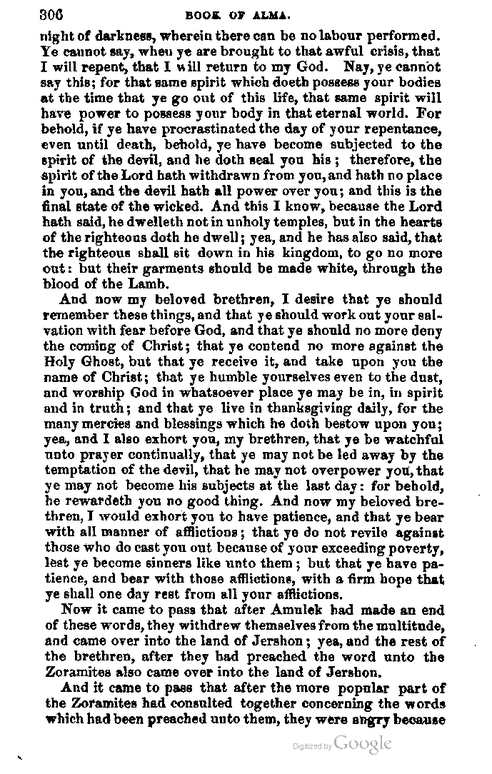 306 BOOK OF ALMA.
night of darkness, wherein there can be no labour performed.
Ye cannot say, when ye are brought to that awful crisis, that
I will repent, that I will return to my God. Nay, ye cannot
say this; for that same spirit which doeth possess your bodies
at the time that ye go out of this life, that same spirit will
have power to possess your body in that eternal world. For
behold, if ye have procrastinated the day of your repentance,
even until death, behold, ye have become subjected to the
spirit of the devil, and he doth seal you his; therefore, the
spirit of the Lord hath withdrawn from you, and hath no place
in you, and the devil hath all power over you; and this is the
final state of the wicked. And this I know, because the Lord
hath said, he dwelleth not in unholy temples, but in the hearts
of the righteous doth he dwell; yea, and he has also said, that
the righteous shall sit down in his kingdom, to go no more
out: but their garments should be made white, through the
blood of the Lamb.
And now my beloved brethren, I desire that ye should
remember these things, and that ye should work out your sal-
vation with fear before God, and that ye should no more deny
the coming of Christ; that ye contend no more against the
Holy Ghost, but that ye receive it, and take upon you the
name of Christ; that ye humble yourselves even to the dust,
and worship God in whatsoever place ye may be in, in spirit
and in truth; and that ye live in thanksgiving daily, for the
many mercies and blessings which he doth bestow upon you;
yea, and I also exhort you, my brethren, that ye be watchful
unto prayer continually, that ye may not be led away by the
temptation of the devil, that he may not overpower you, that
ye may not become his subjects at the last day: for behold,
he rewardeth you no good thing. And now my beloved bre-
thren, I would exhort you to have patience, and that ye bear
with all manner of afflictions; that ye do not revile against
those who do cast you out because of your exceeding poverty,
lest ye become sinners like unto them; but that ye have pa-
tience, and bear with those afflictions, with a firm hope that
ye shall one day rest from all your afflictions.
Now it came to pass that after Amulek had made an end
of these words, they withdrew themselves from the multitude,
and came over into the land of Jershon; yea, and the rest of
the brethren, after they had preached the word unto the
Zoramites also came over into the land of Jershon.
And it came to pass that after the more popular part of
the Zoramites had consulted together concerning the words
which had been preached unto them, they were angry because
Digitized by Google